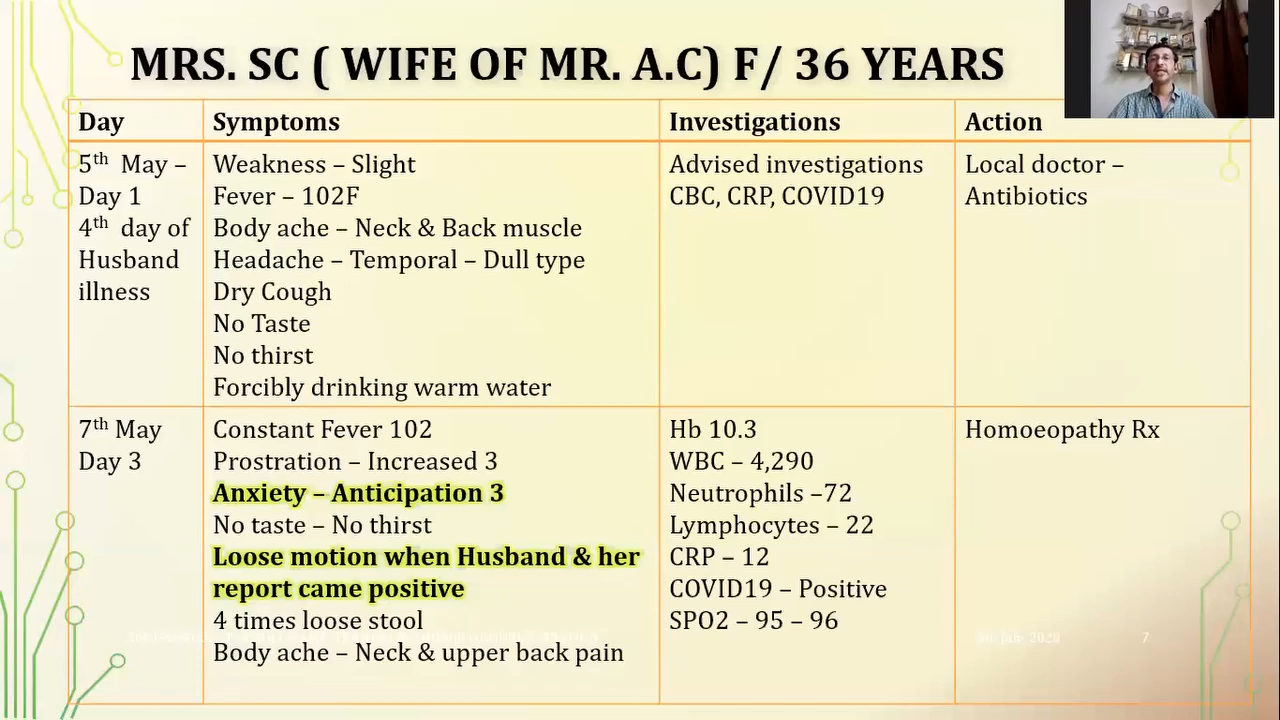 MRS. SC ( WIFE OF MR. A.C) F/ 36 YEARS
Day
Symptoms
Investigations
Action
5th May –
Day 1
4th day of
Husband
illness
Weakness – Slight
Fever – 102F
Body ache – Neck & Back muscle
Headache – Temporal – Dull type
Dry Cough
No Taste
No thirst
Forcibly drinking warm water
Advised investigations
CBC, CRP, COVID19
Local doctor –
Antibiotics
7th May
Day 3
Constant Fever 102
Prostration – Increased 3
Anxiety – Anticipation 3
No taste – No thirst
Loose motion when Husband & her
report came positive
4 times loose stool
Body ache – Neck & upper back pain
Hb 10.3
WBC – 4,290
Neutrophils –72
Lymphocytes – 22
CRP – 12
COVID19 – Positive
SPO2 – 95 – 96
Homoeopathy Rx
7